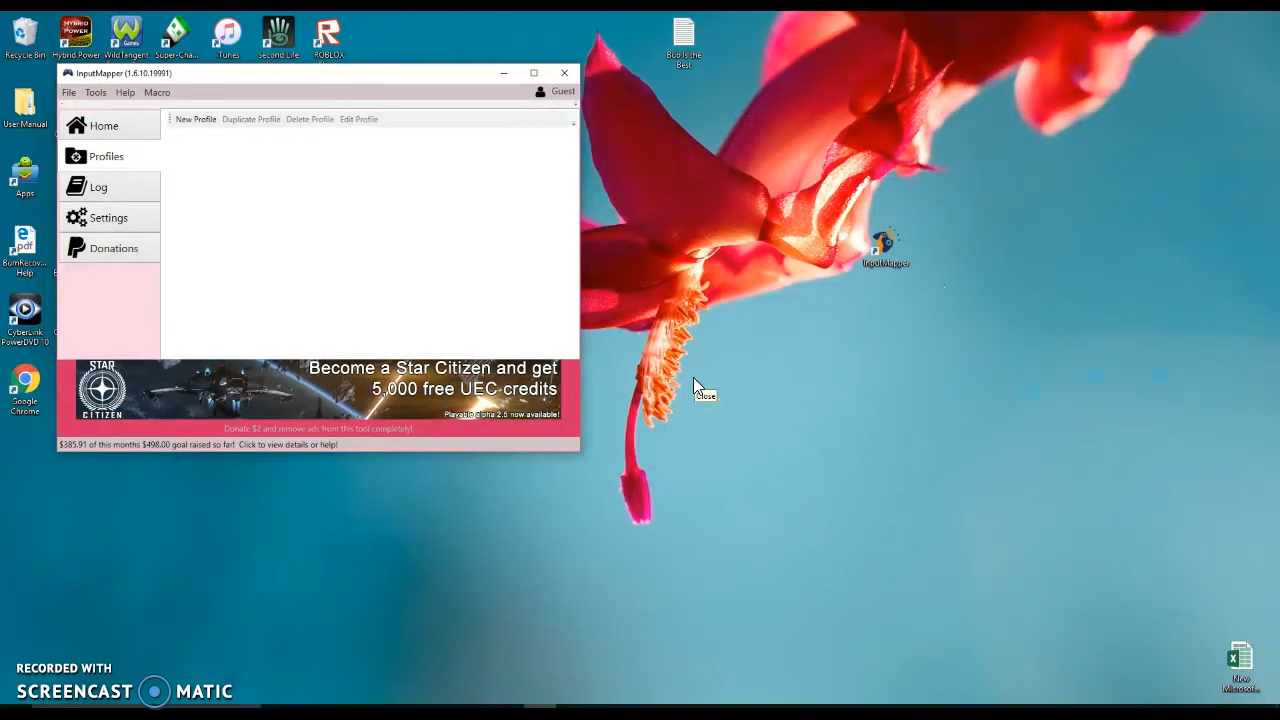 Recycle Bin
Hybrid Power
WildTangent Games
Super-Cha...
iTunes
Second Life
ROBLOX
Bub Is the
Best
User Manual
Apps
BurnRecov...
Help
CyberLink
PowerDVD 10
Google
Chrome
InputMapper (1.6.10.19991)
File Tools Help Macro Guest
Home
Profiles
Log
Settings
Donations
New Profile Duplicate Profile Delete Profile Edit Profile
STAR
CITIZEN
Become a Star Citizen and get
5,000 free UEC credits
Playable alpha 2.5 now available!
Donate $2 and remove ads from this tool completely!
$385.91 of this months $498.00 goal raised so far! Click to view details or help!
InputMapper
New
Microsof...
RECORDED WITH
SCREENCAST MATIC